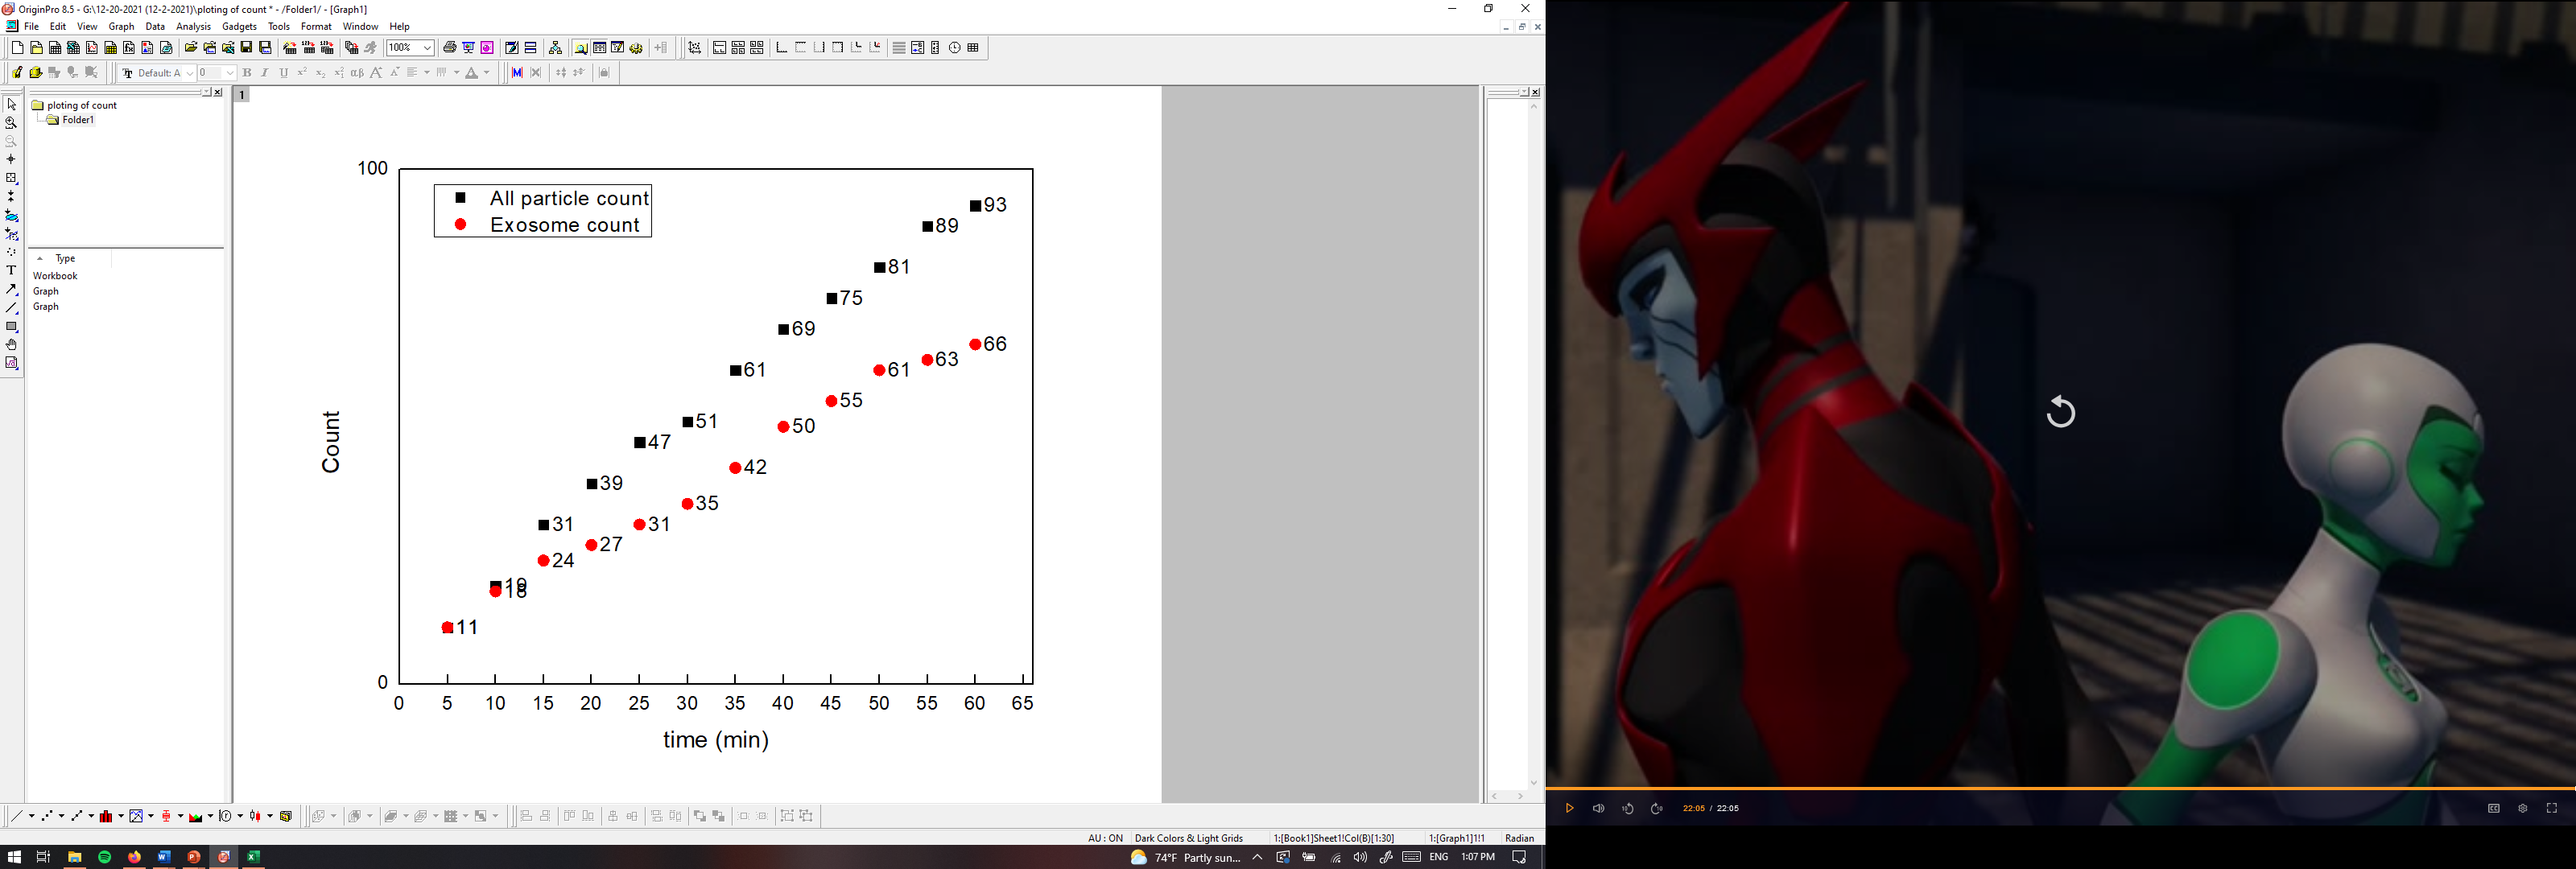 OriginPro 8.5 - G:\12-20-2021 (12-2-2021)\ploting of count * - /Folder1/ - [Graph1]
File Edit View Graph Data Analysis Gadgets Tools Format Window Help
100%
Default: A 0 B I U
ploting of count
Folder1
Type
Workbook
Graph
Graph
1
100
All particle count
Exosome count
93
89
81
75
69
66
63
61
61
55
51
50
47
42
39
35
31
31
27
24
19
18
11
Count
0
0 5 10 15 20 25 30 35 40 45 50 55 60 65
time (min)
AU : ON Dark Colors & Light Grids 1:[Book1]Sheet1!Col(B)[1:30] 1:[Graph1]1!1 Radian
74°F Partly sun... ENG 1:07 PM
22:05 / 22:05